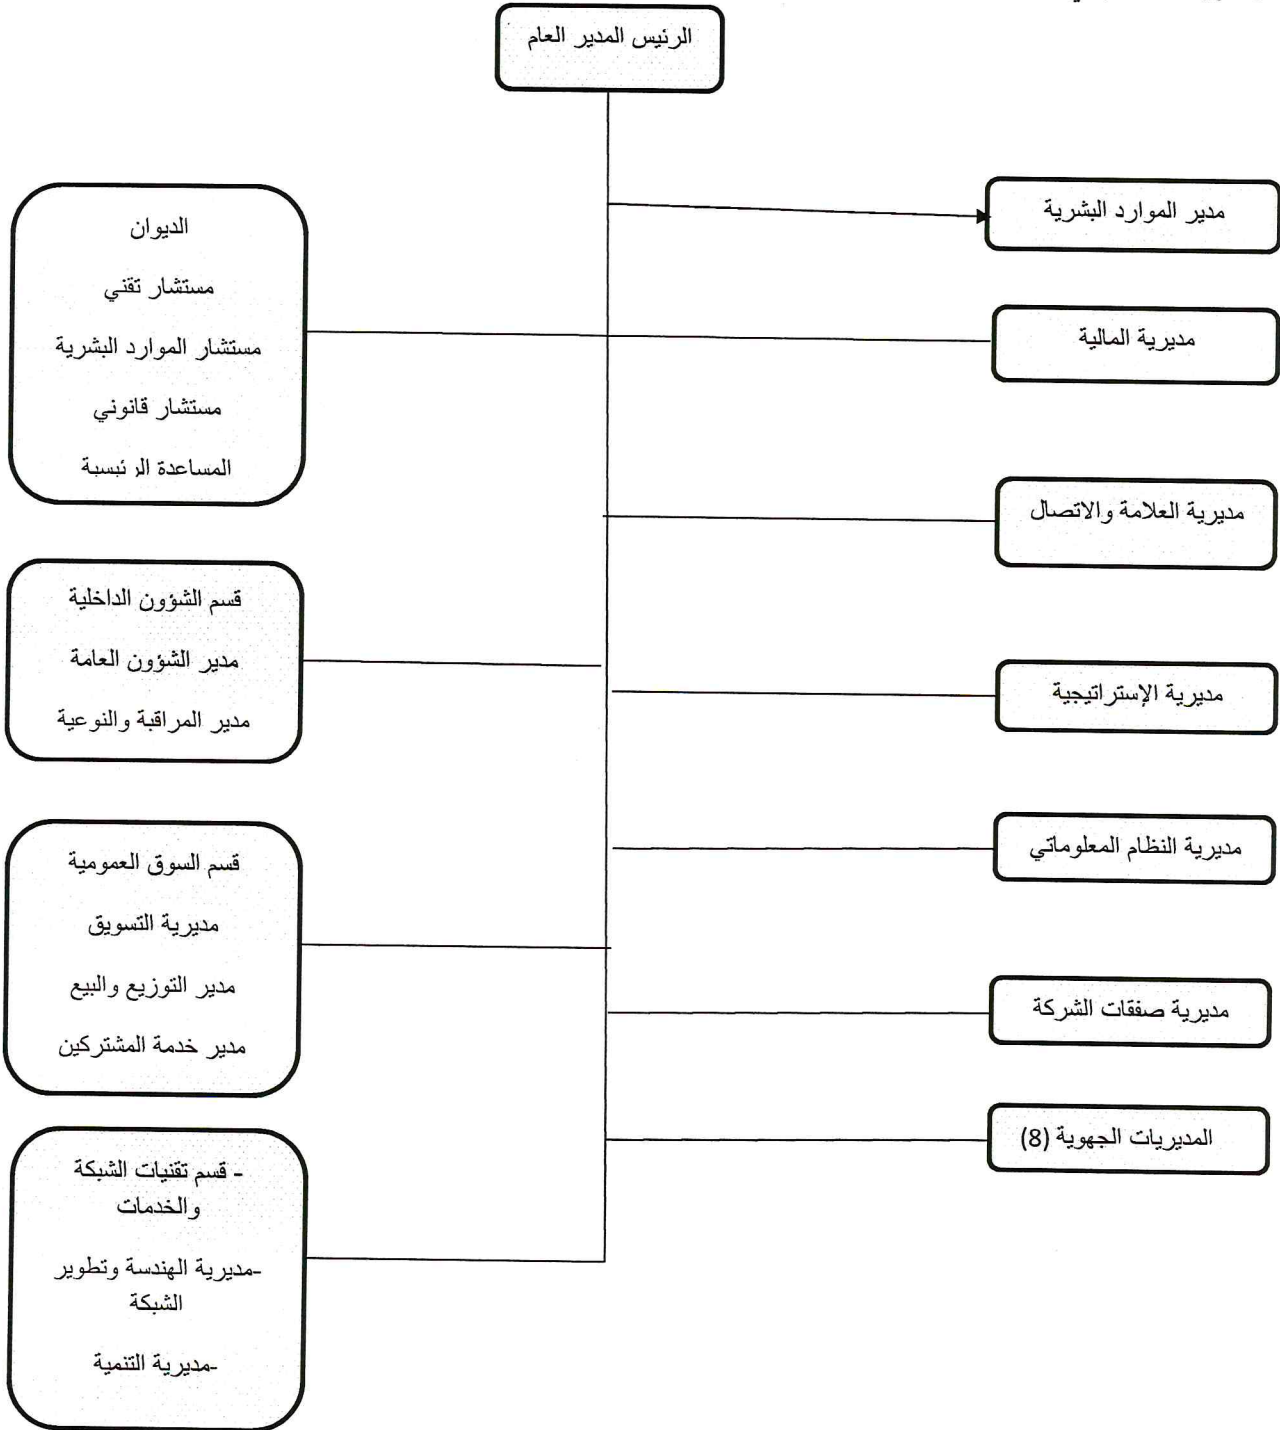 الرئيس المدير العام
مدير الموارد البشرية
مديرية المالية
مديرية العلامة والاتصال
مديرية الإستراتيجية
مديرية النظام المعلوماتي
مديرية صفقات الشركة
المديريات الجهوية (8)
الديوان
مستشار تقني
مستشار الموارد البشرية
مستشار قانوني
المساعدة الرئيسية
قسم الشؤون الداخلية
مدير الشؤون العامة
مدير المراقبة والنوعية
قسم السوق العمومية
مديرية التسويق
مدير التوزيع والبيع
مدير خدمة المشتركين
- قسم تقنيات الشبكة
والخدمات
-مديرية الهندسة وتطوير
الشبكة
-مديرية التنمية